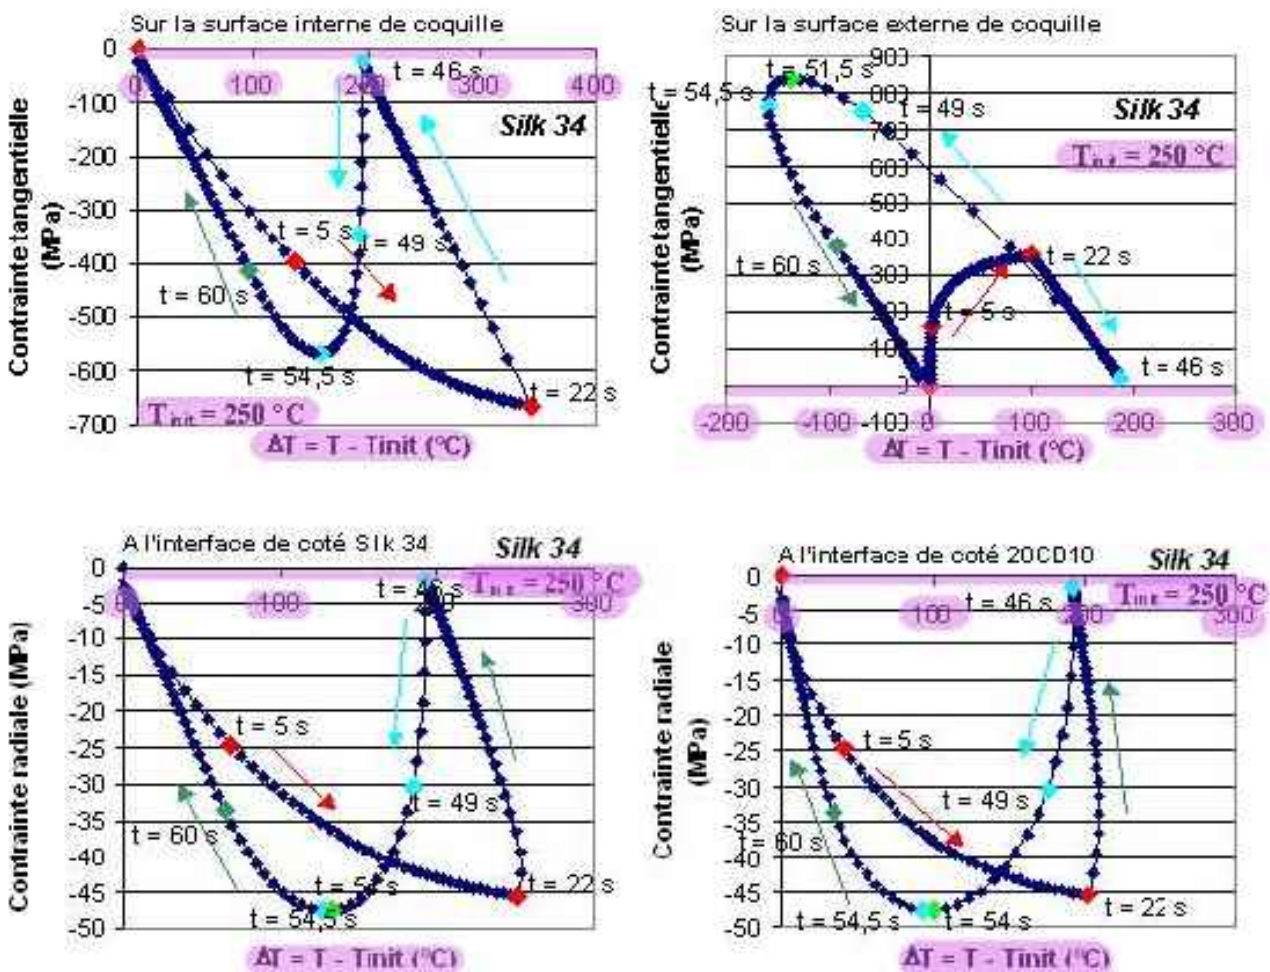 Sur la surface interne de coquille
0
-100
-200
-300
-400
-500
-600
-700
0
100
200
300
400
t = 46 s
Silk 34
t = 5 s
t = 49 s
t = 60 s
t = 54,5 s
t = 22 s
Tinit = 250 °C
ΔT = T - Tinit (°C)
Contrainte tangentielle
(MPa)
Sur la surface externe de coquille
900
800
700
600
500
400
300
200
100
0
-100
-200
-100
0
100
200
300
t = 51,5 s
t = 54,5 s
t = 49 s
Silk 34
Tinit = 250 °C
t = 60 s
t = 22 s
t = 5 s
t = 46 s
ΔT = T - Tinit (°C)
Contrainte tangentielle
(MPa)
A l'interface de coté Silk 34
Silk 34
0
-5
-10
-15
-20
-25
-30
-35
-40
-45
-50
100
300
t = 46 s
Tinit = 250 °C
t = 5 s
t = 49 s
t = 60 s
t = 22 s
t = 54,5 s
ΔT = T - Tinit (°C)
Contrainte radiale (MPa)
A l'interface de coté 20CD10
Silk 34
0
-5
-10
-15
-20
-25
-30
-35
-40
-45
-50
100
200
300
t = 46 s
Tinit = 250 °C
t = 5 s
t = 49 s
t = 60 s
t = 22 s
t = 54,5 s
t = 54 s
ΔT = T - Tinit (°C)
Contrainte radiale
(MPa)